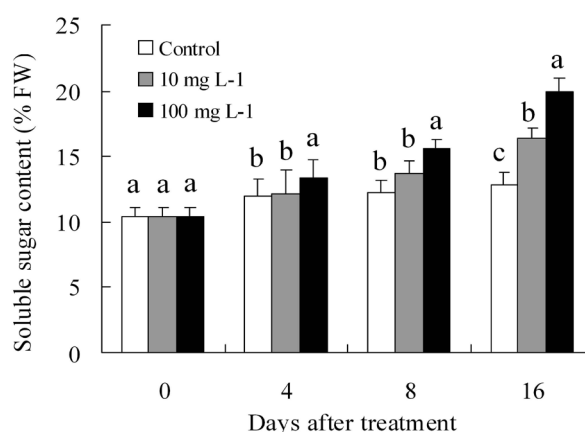 25
20
15
10
5
0
Soluble sugar content (% FW)
Control
10 mg L-1
100 mg L-1
a a a
b b a
b b a
c b a
0 4 8 16
Days after treatment